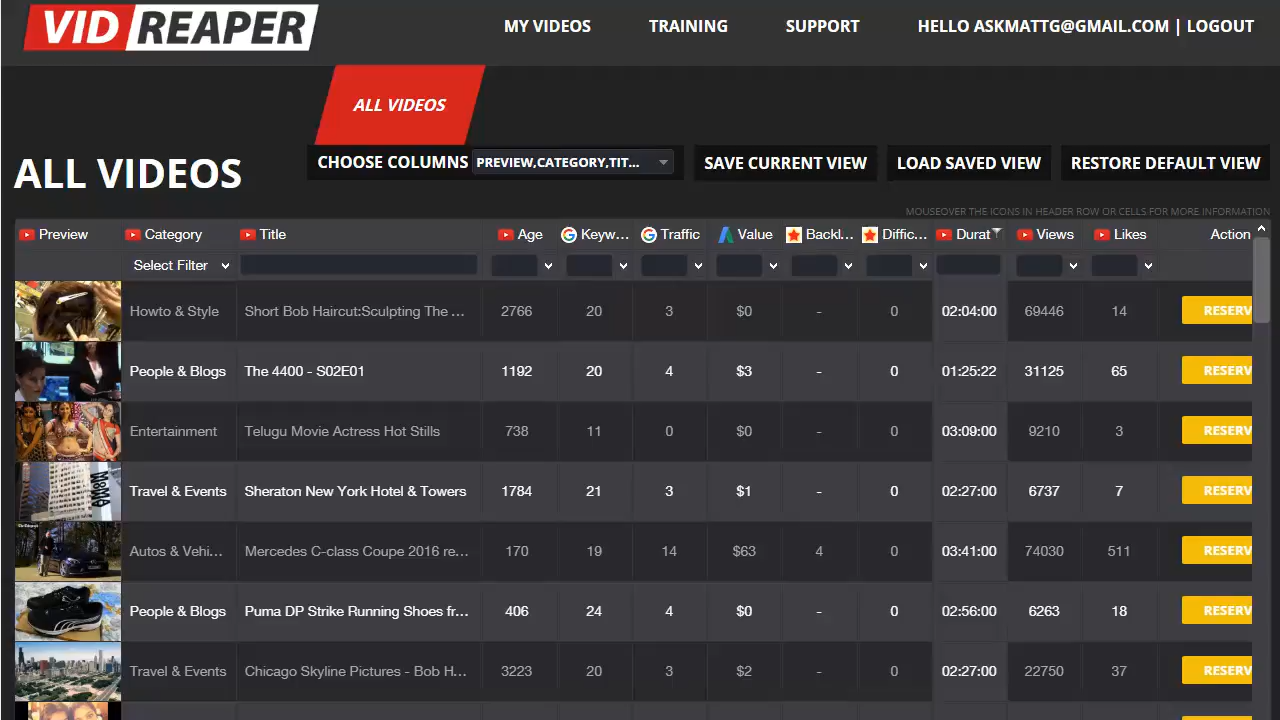 VID REAPER
MY VIDEOS TRAINING SUPPORT HELLO ASKMATTG@GMAIL.COM | LOGOUT
ALL VIDEOS
ALL VIDEOS
CHOOSE COLUMNS PREVIEW,CATEGORY,TIT... SAVE CURRENT VIEW LOAD SAVED VIEW RESTORE DEFAULT VIEW
MOUSEOVER THE ICONS IN HEADER ROW OR CELLS FOR MORE INFORMATION
Preview Category Title Age Keyw... Traffic Value Backl... Diffic... Durat Views Likes Action
Select Filter
Howto & Style Short Bob Haircut:Sculpting The ... 2766 20 3 $0 - 0 02:04:00 69446 14 RESERV
People & Blogs The 4400 - S02E01 1192 20 4 $3 - 0 01:25:22 31125 65 RESERV
Entertainment Telugu Movie Actress Hot Stills 738 11 0 $0 - 0 03:09:00 9210 3 RESERV
Travel & Events Sheraton New York Hotel & Towers 1784 21 3 $1 - 0 02:27:00 6737 7 RESERV
Autos & Vehi... Mercedes C-class Coupe 2016 re... 170 19 14 $63 4 0 03:41:00 74030 511 RESERV
People & Blogs Puma DP Strike Running Shoes fr... 406 24 4 $0 - 0 02:56:00 6263 18 RESERV
Travel & Events Chicago Skyline Pictures - Bob H... 3223 20 3 $2 - 0 02:27:00 22750 37 RESERV